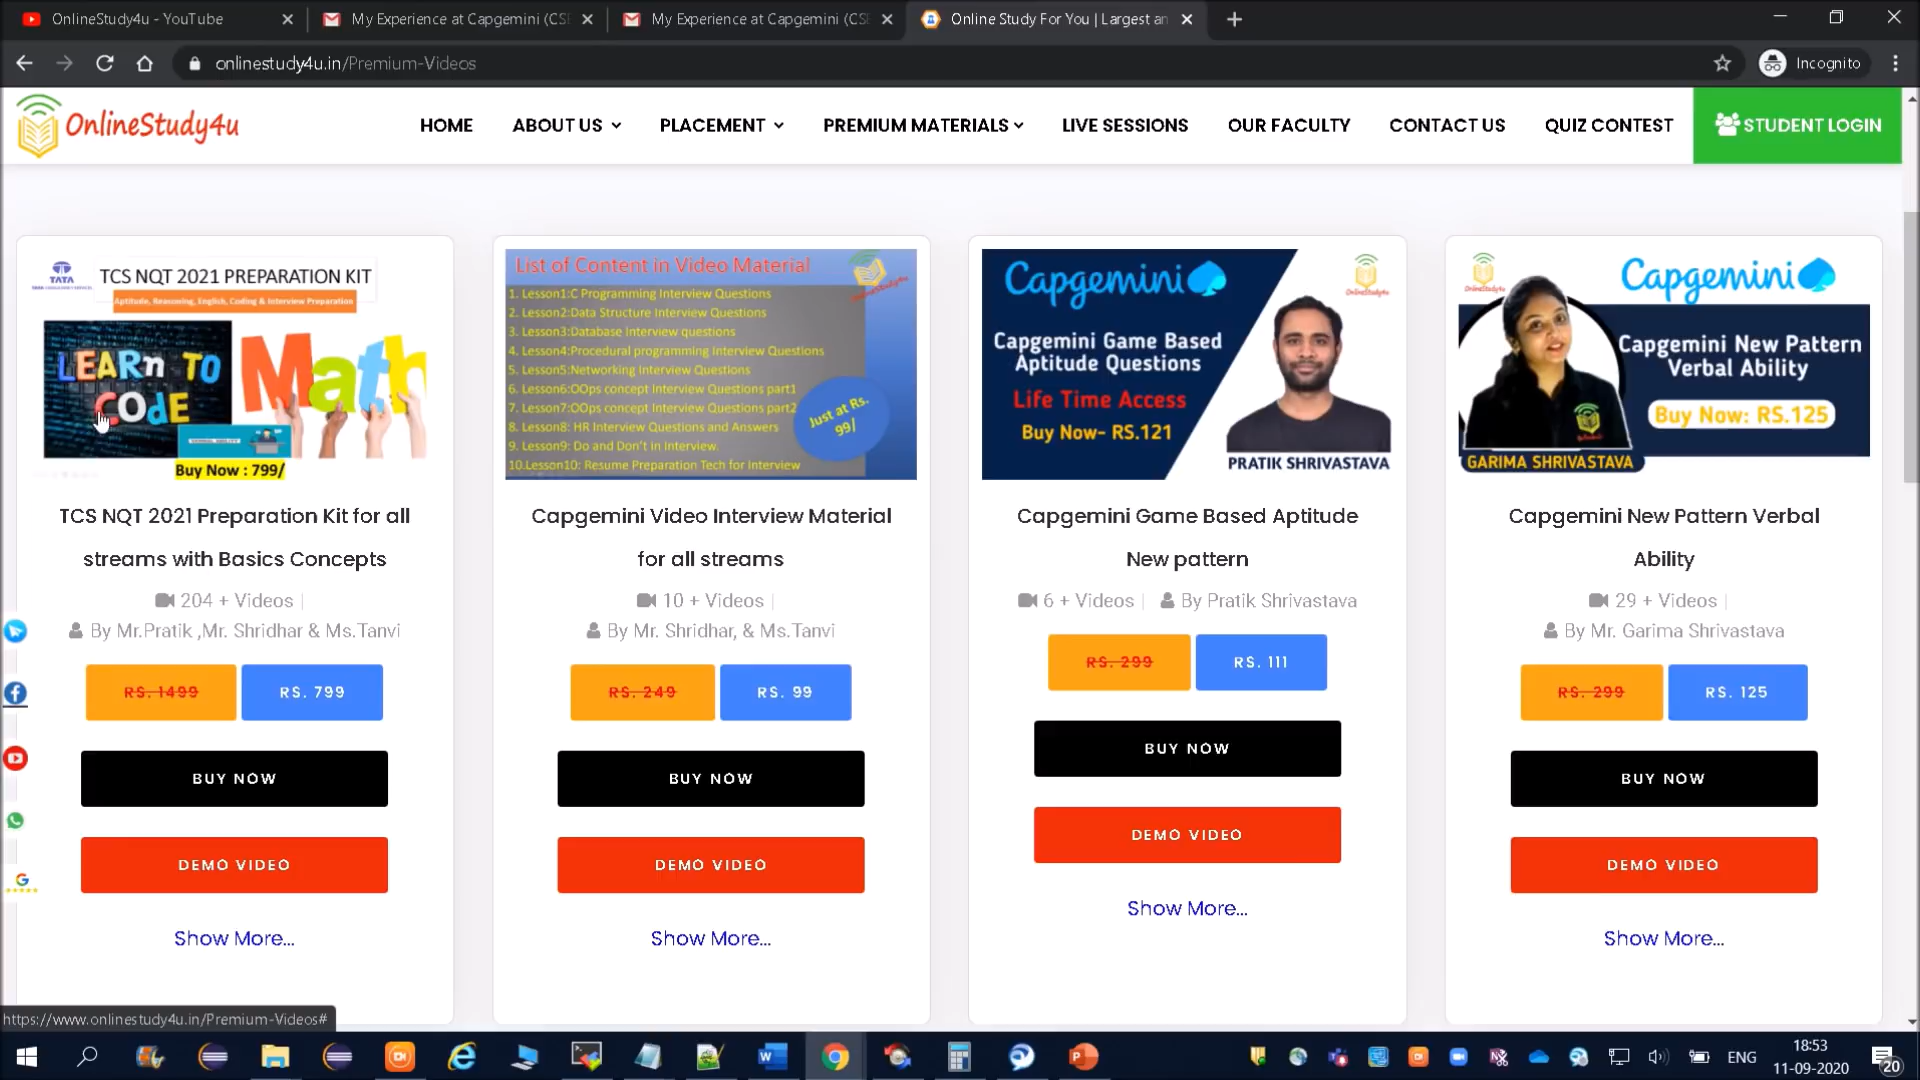 OnlineStudy4u - YouTube
My Experience at Capgemini (CSE
My Experience at Capgemini (CSE
Online Study For You | Largest an
onlinestudy4u.in/Premium-Videos
Incognito
OnlineStudy4u
HOME
ABOUT US
PLACEMENT
PREMIUM MATERIALS
LIVE SESSIONS
OUR FACULTY
CONTACT US
QUIZ CONTEST
STUDENT LOGIN
TATA
TCS NQT 2021 PREPARATION KIT
Aptitude, Reasoning, English, Coding & Interview Preparation
LEARn TO
CODE
Math
Buy Now : 799/
TCS NQT 2021 Preparation Kit for all
streams with Basics Concepts
204 + Videos |
By Mr.Pratik ,Mr. Shridhar & Ms.Tanvi
RS. 1499
RS. 799
BUY NOW
DEMO VIDEO
Show More...
List of Content in Video Material
1. Lesson1:C Programming Interview Questions
2. Lesson2:Data Structure Interview Questions
3. Lesson3:Database Interview questions
4. Lesson4:Procedural programming Interview Questions
5. Lesson5:Networking Interview Questions
6. Lesson6:OOps concept Interview Questions part1
7. Lesson7:OOps concept Interview Questions part2
8. Lesson8: HR Interview Questions and Answers
9. Lesson9: Do and Don't in Interview.
10.Lesson10: Resume Preparation Tech for Interview
Just at Rs.
99/
Capgemini Video Interview Material
for all streams
10 + Videos |
By Mr. Shridhar, & Ms.Tanvi
RS. 249
RS. 99
BUY NOW
DEMO VIDEO
Show More...
Capgemini
OnlineStudy4u
Capgemini Game Based
Aptitude Questions
Life Time Access
Buy Now- RS.121
PRATIK SHRIVASTAVA
Capgemini Game Based Aptitude
New pattern
6 + Videos |
By Pratik Shrivastava
RS. 299
RS. 111
BUY NOW
DEMO VIDEO
Show More...
OnlineStudy4u
Capgemini
Capgemini New Pattern
Verbal Ability
Buy Now: RS.125
GARIMA SHRIVASTAVA
Capgemini New Pattern Verbal
Ability
29 + Videos |
By Mr. Garima Shrivastava
RS. 299
RS. 125
BUY NOW
DEMO VIDEO
Show More...
https://www.onlinestudy4u.in/Premium-Videos#
ENG
18:53
11-09-2020
20